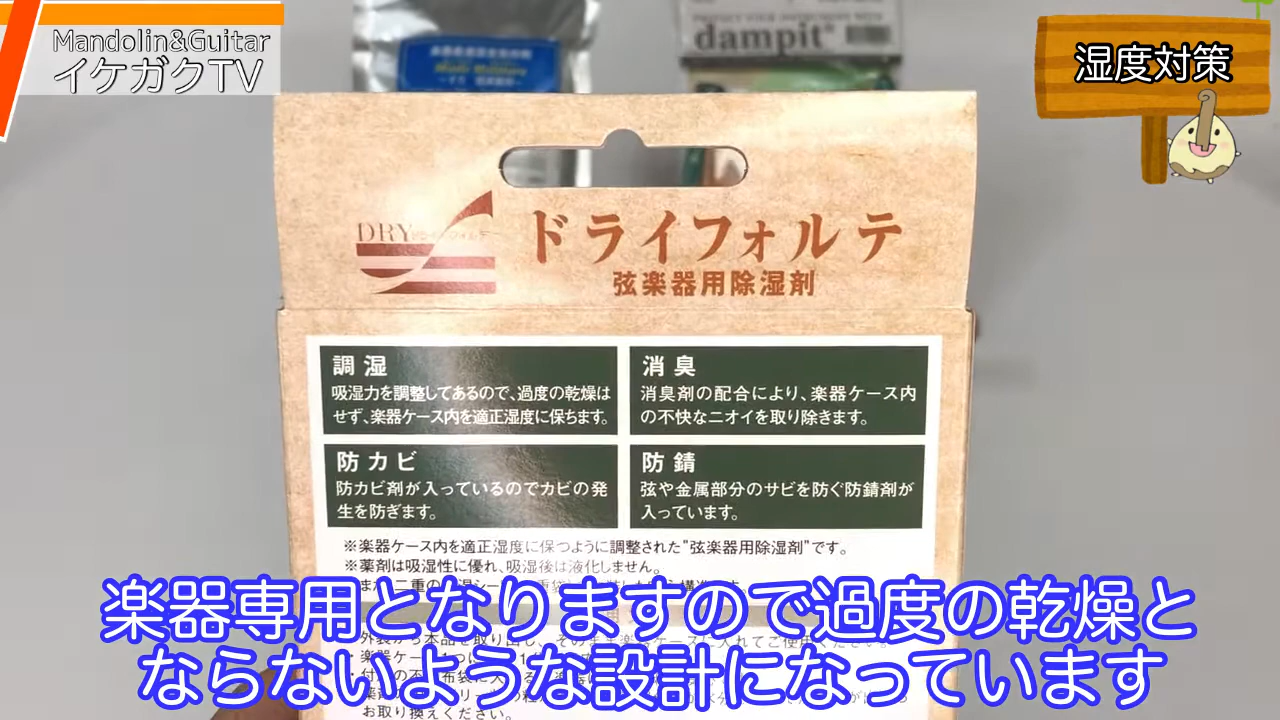 Mandolin&Guitar
イケガクTV
湿度対策
dampit
DRY
ドライフォルテ
弦楽器用除湿剤
調湿
吸湿力を調整してあるので、過度の乾燥は
せず、楽器ケース内を適正湿度に保ちます。
消臭
消臭剤の配合により、楽器ケース内
の不快なニオイを取り除きます。
防カビ
防カビ剤が入っているのでカビの発
生を防ぎます。
防錆
弦や金属部分のサビを防ぐ防錆剤が
入っています。
※楽器ケース内を適正湿度に保つように調整された"弦楽器用除湿剤"です。
※薬剤は吸湿性に優れ、吸湿後は液化しません。
楽器専用となりますので過度の乾燥と
ならないような設計になっています
お取り換えください。